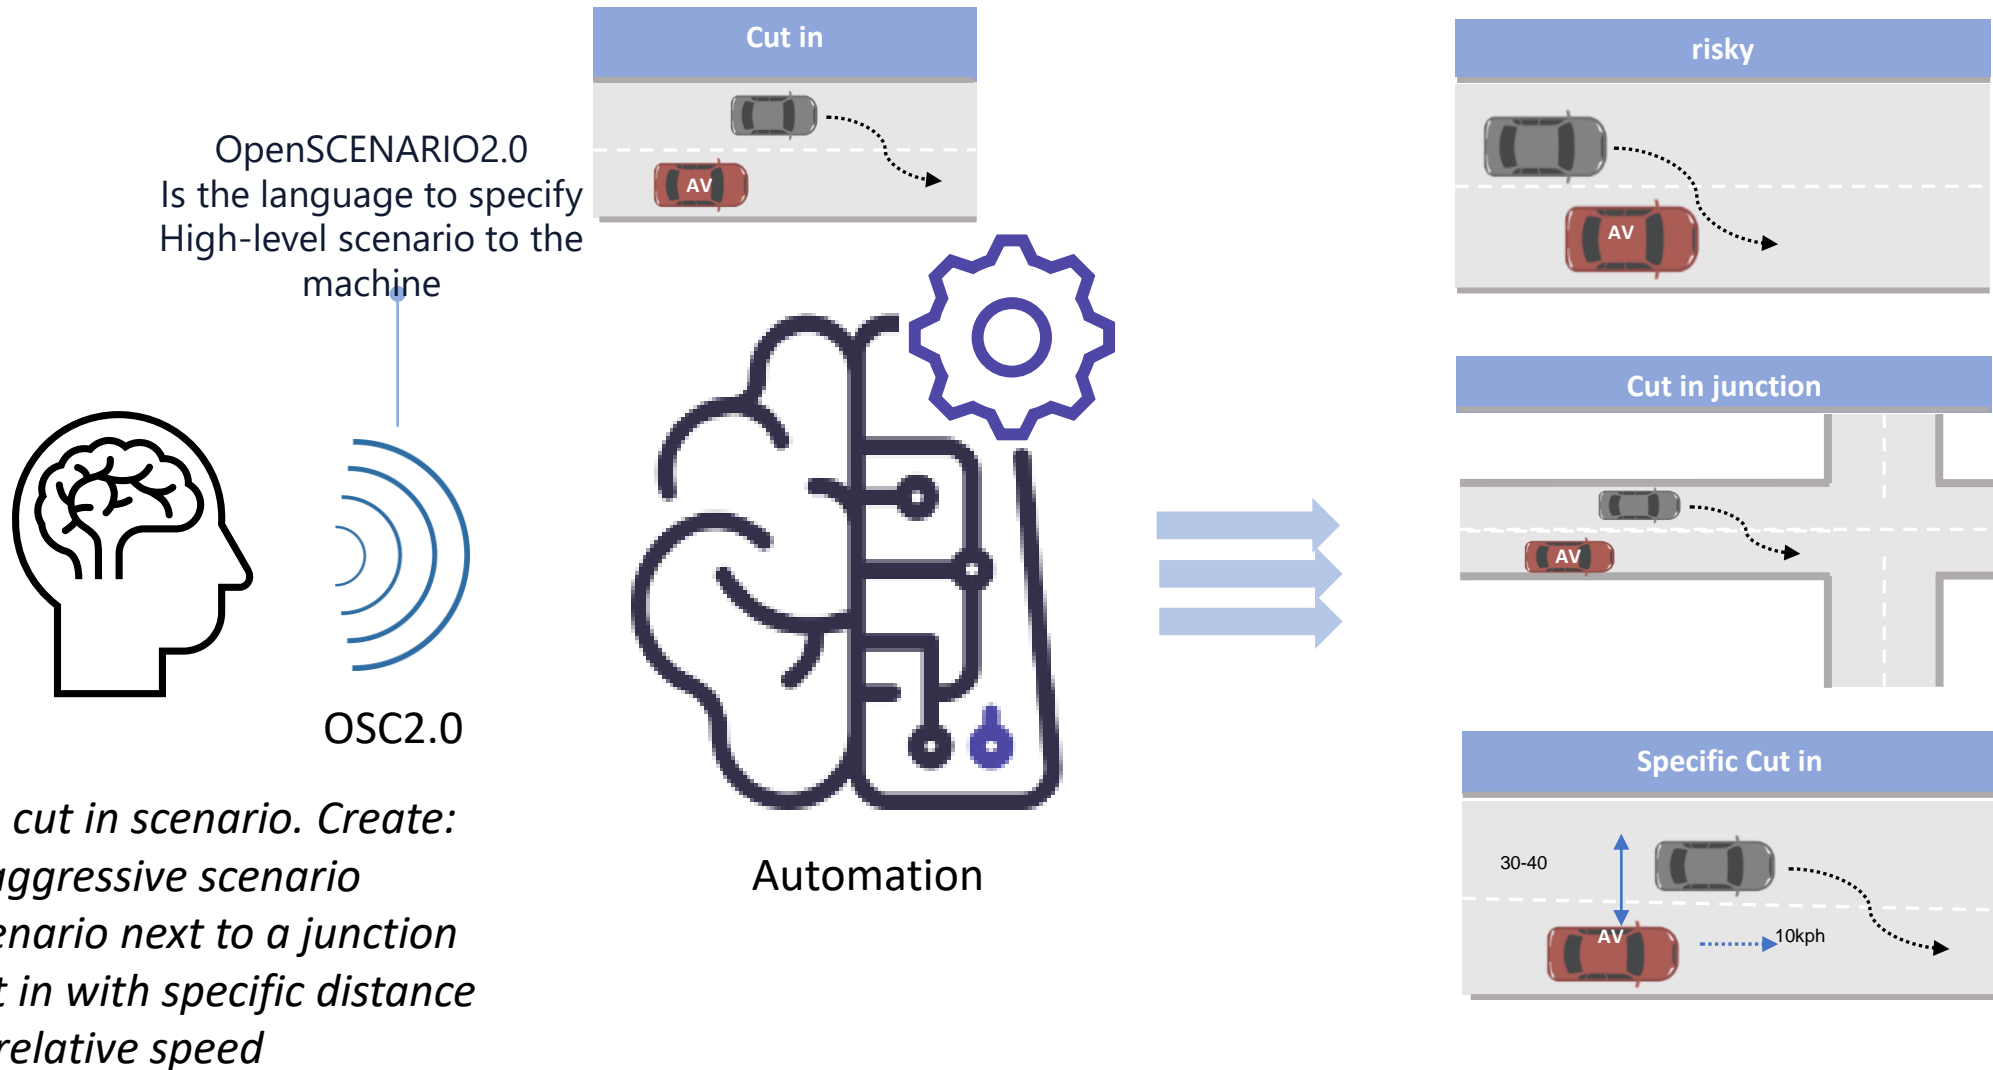 Cut in
AV
OpenSCENARIO2.0
Is the language to specify
High-level scenario to the
machine
OSC2.0
cut in scenario. Create:
aggressive scenario
next to a junction
in with specific distance
relative speed
Automation
risky
AV
Cut in junction
AV
Specific Cut in
30-40
AV
10kph